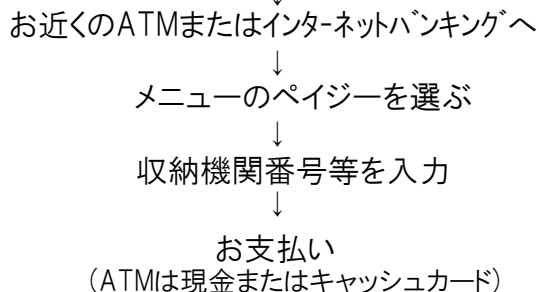 ↓
お近くのATMまたはｲﾝﾀｰﾈｯﾄﾊﾞﾝｷﾝｸﾞへ
↓
メニューのペイジーを選ぶ
↓
収納機関番号等を入力
↓
お支払い
（ATMは現金またはキャッシュカード）